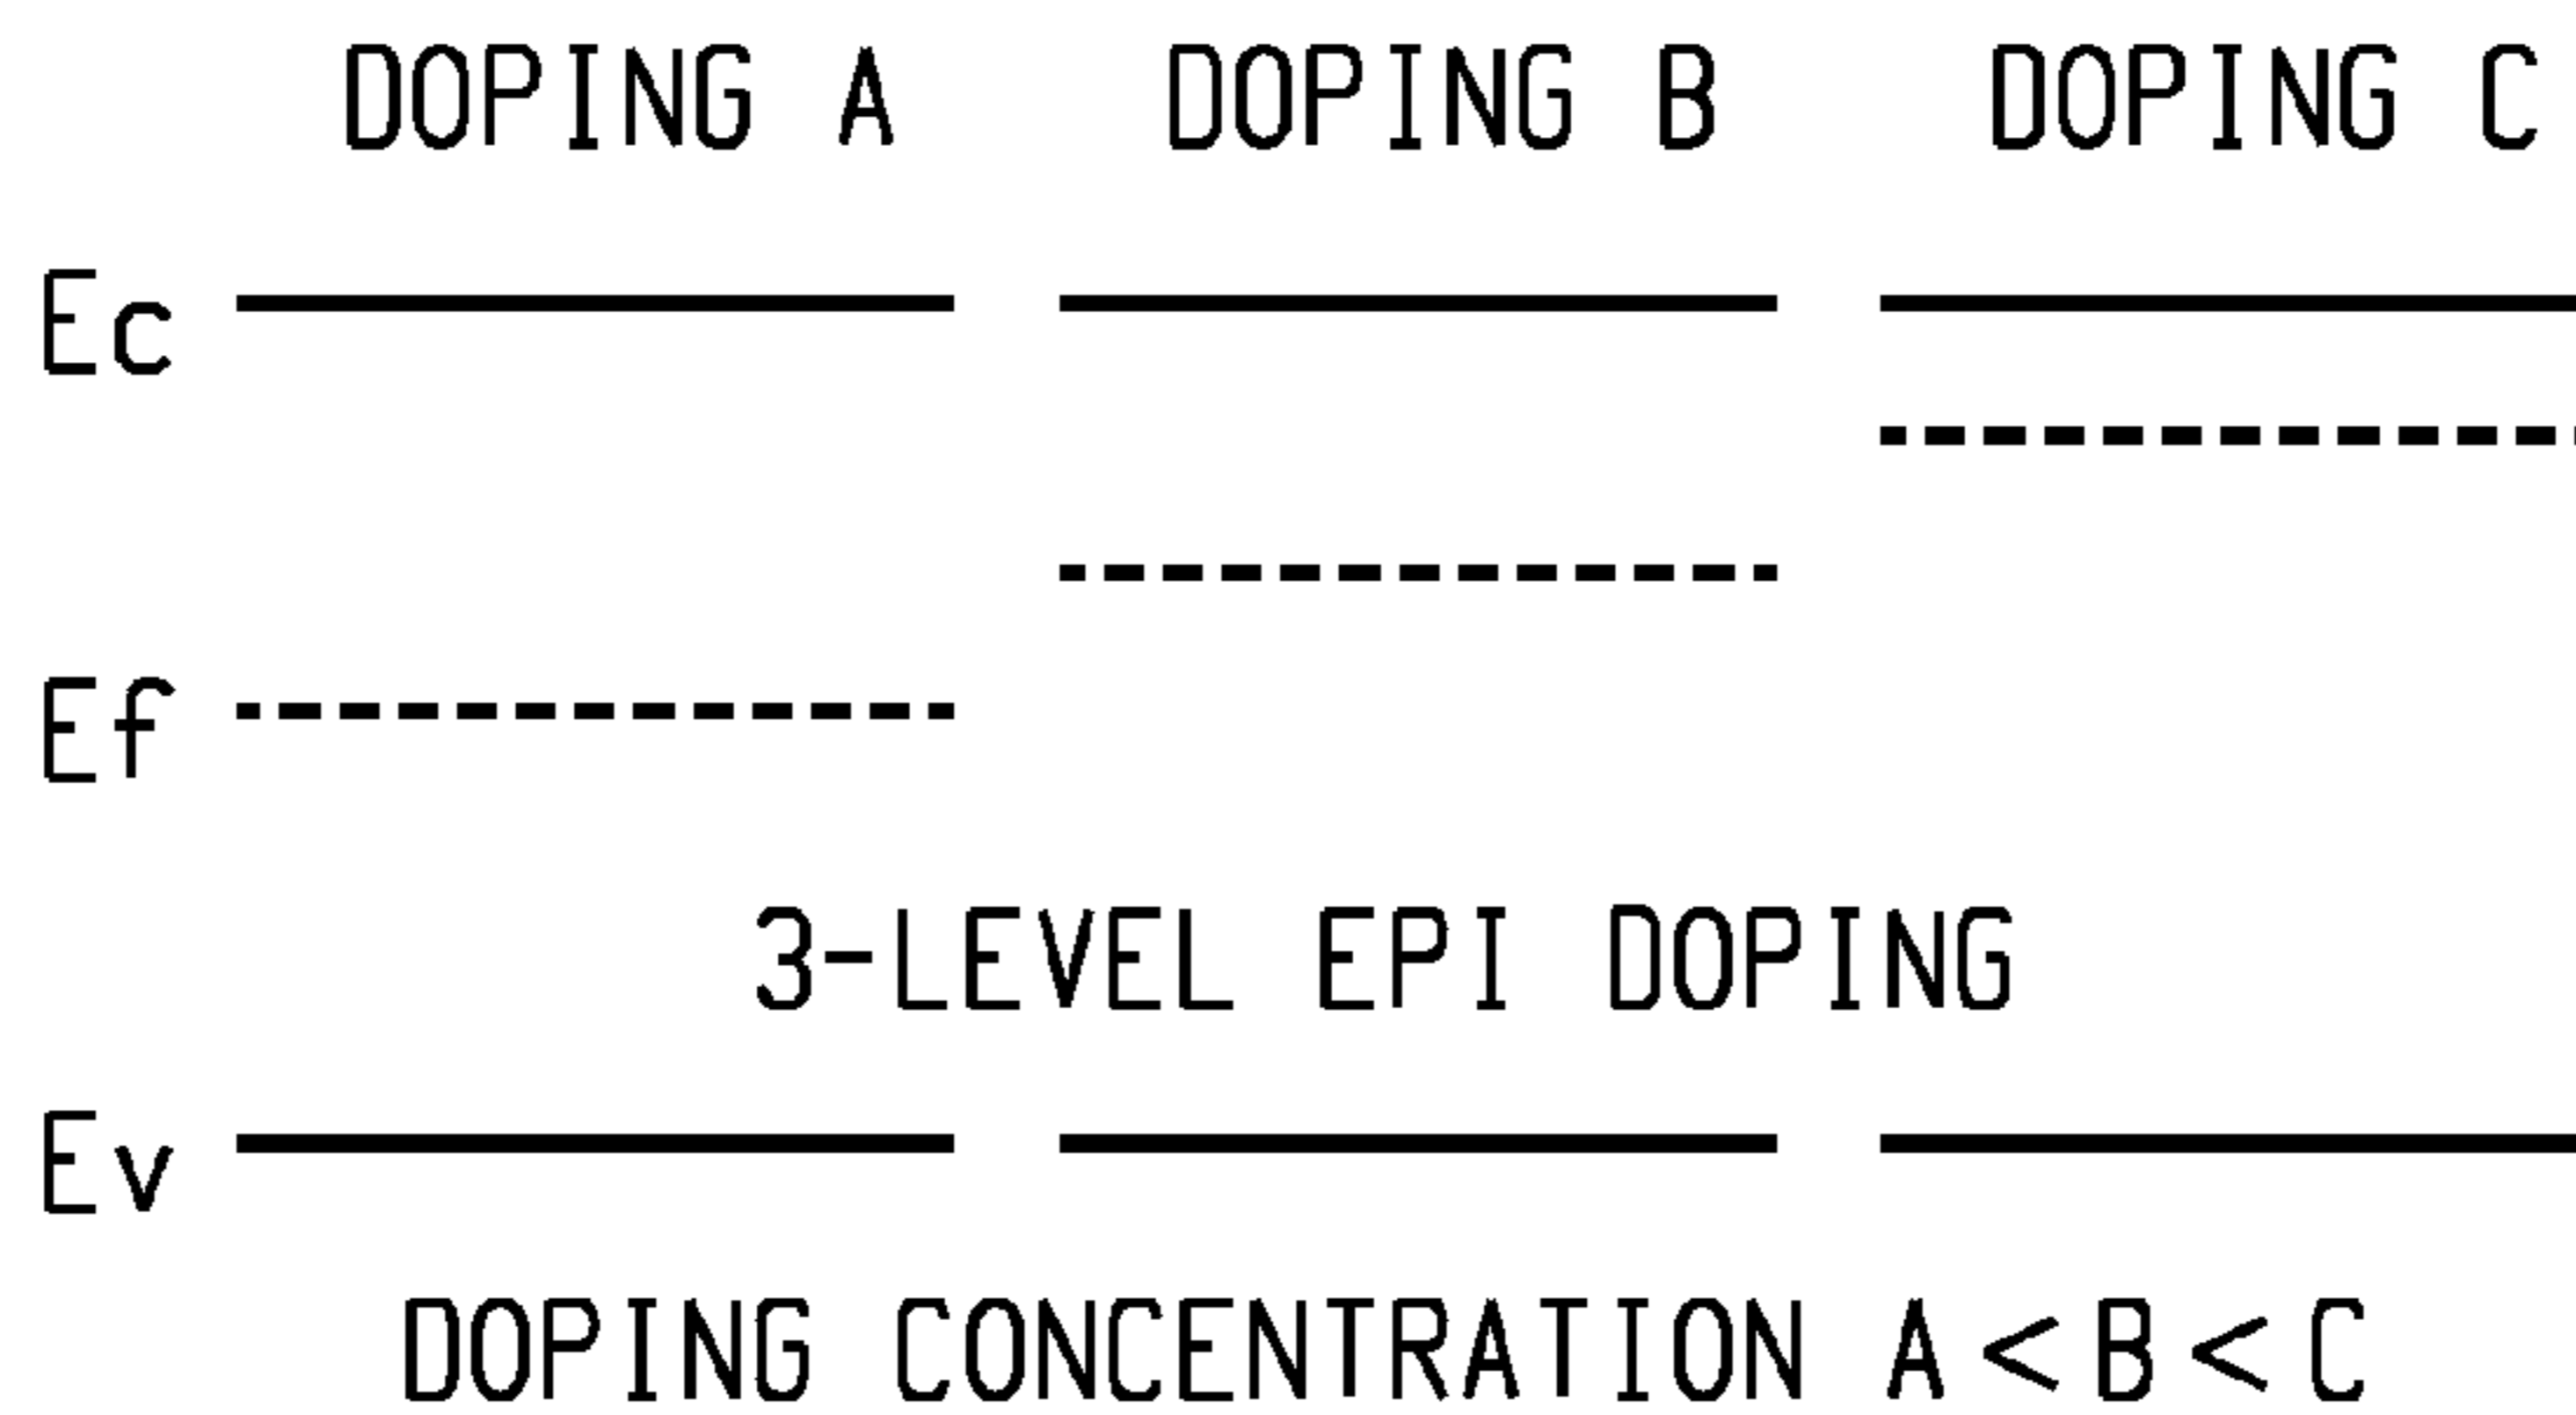 DOPING A DOPING B DOPING C
Ec
Ef
3-LEVEL EPI DOPING
Ev
DOPING CONCENTRATION A<B<C